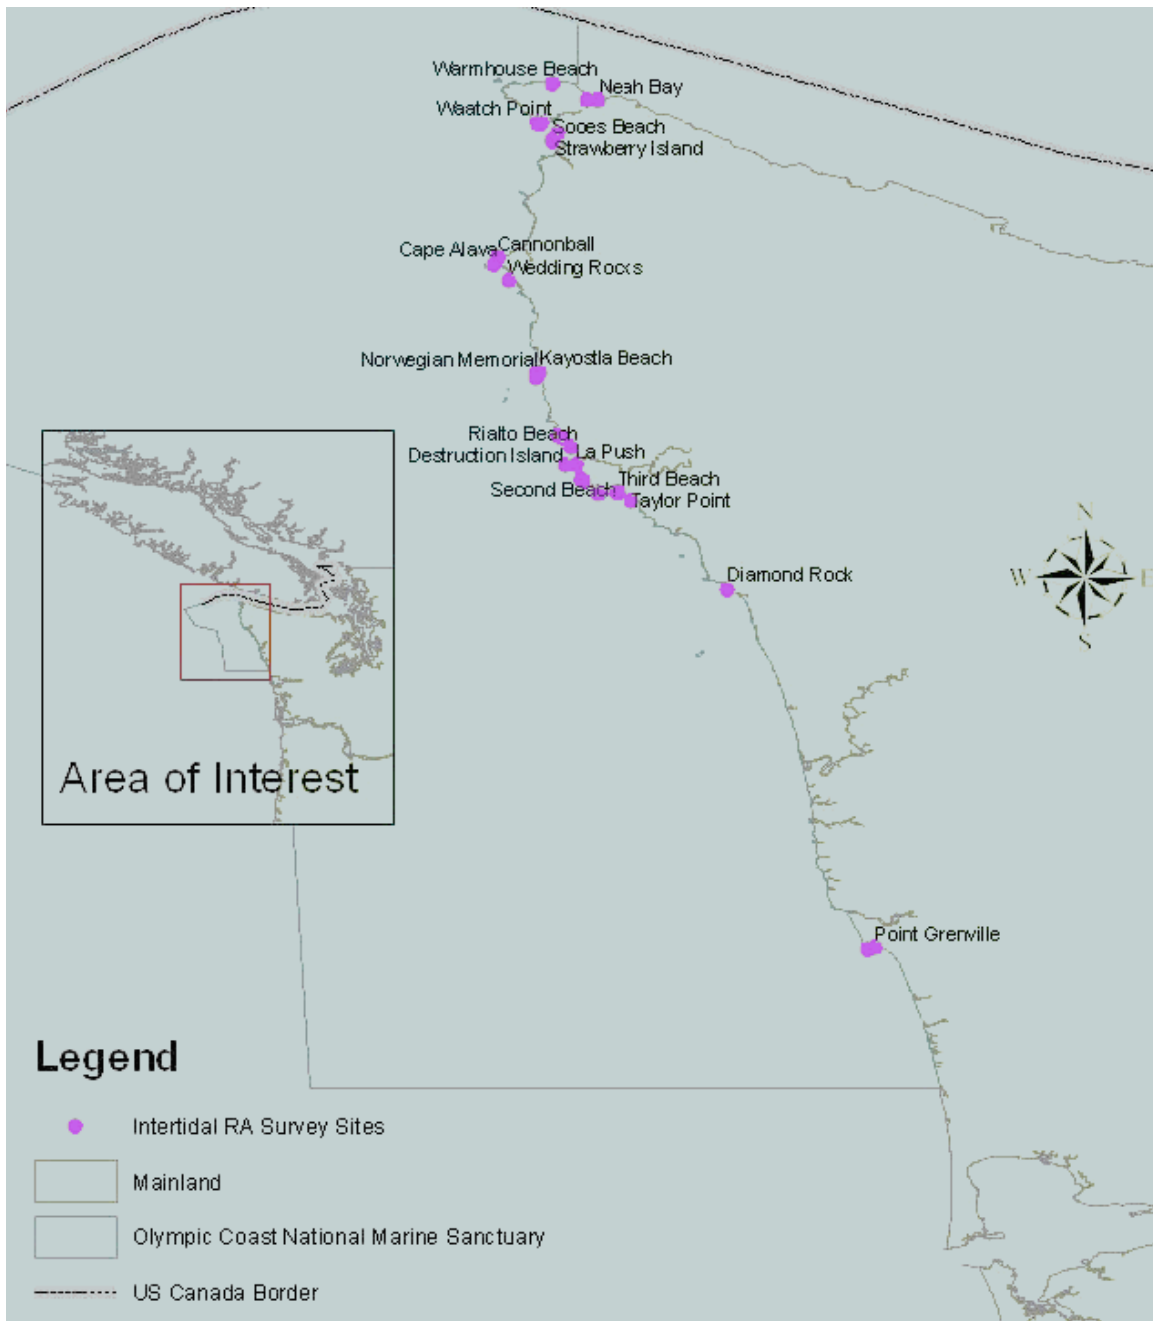 Warmhouse Beach
Neah Bay
Waatch Point
Sooes Beach
Strawberry Island
Cannonball
Cape Alava
Wedding Rocks
Norwegian Memorial
Kayostla Beach
Rialto Beach
La Push
Destruction Island
Third Beach
Second Beach
Taylor Point
N
W
E
S
Diamond Rock
Area of Interest
Point Grenville
Legend
Intertidal RA Survey Sites
Mainland
Olympic Coast National Marine Sanctuary
US Canada Border